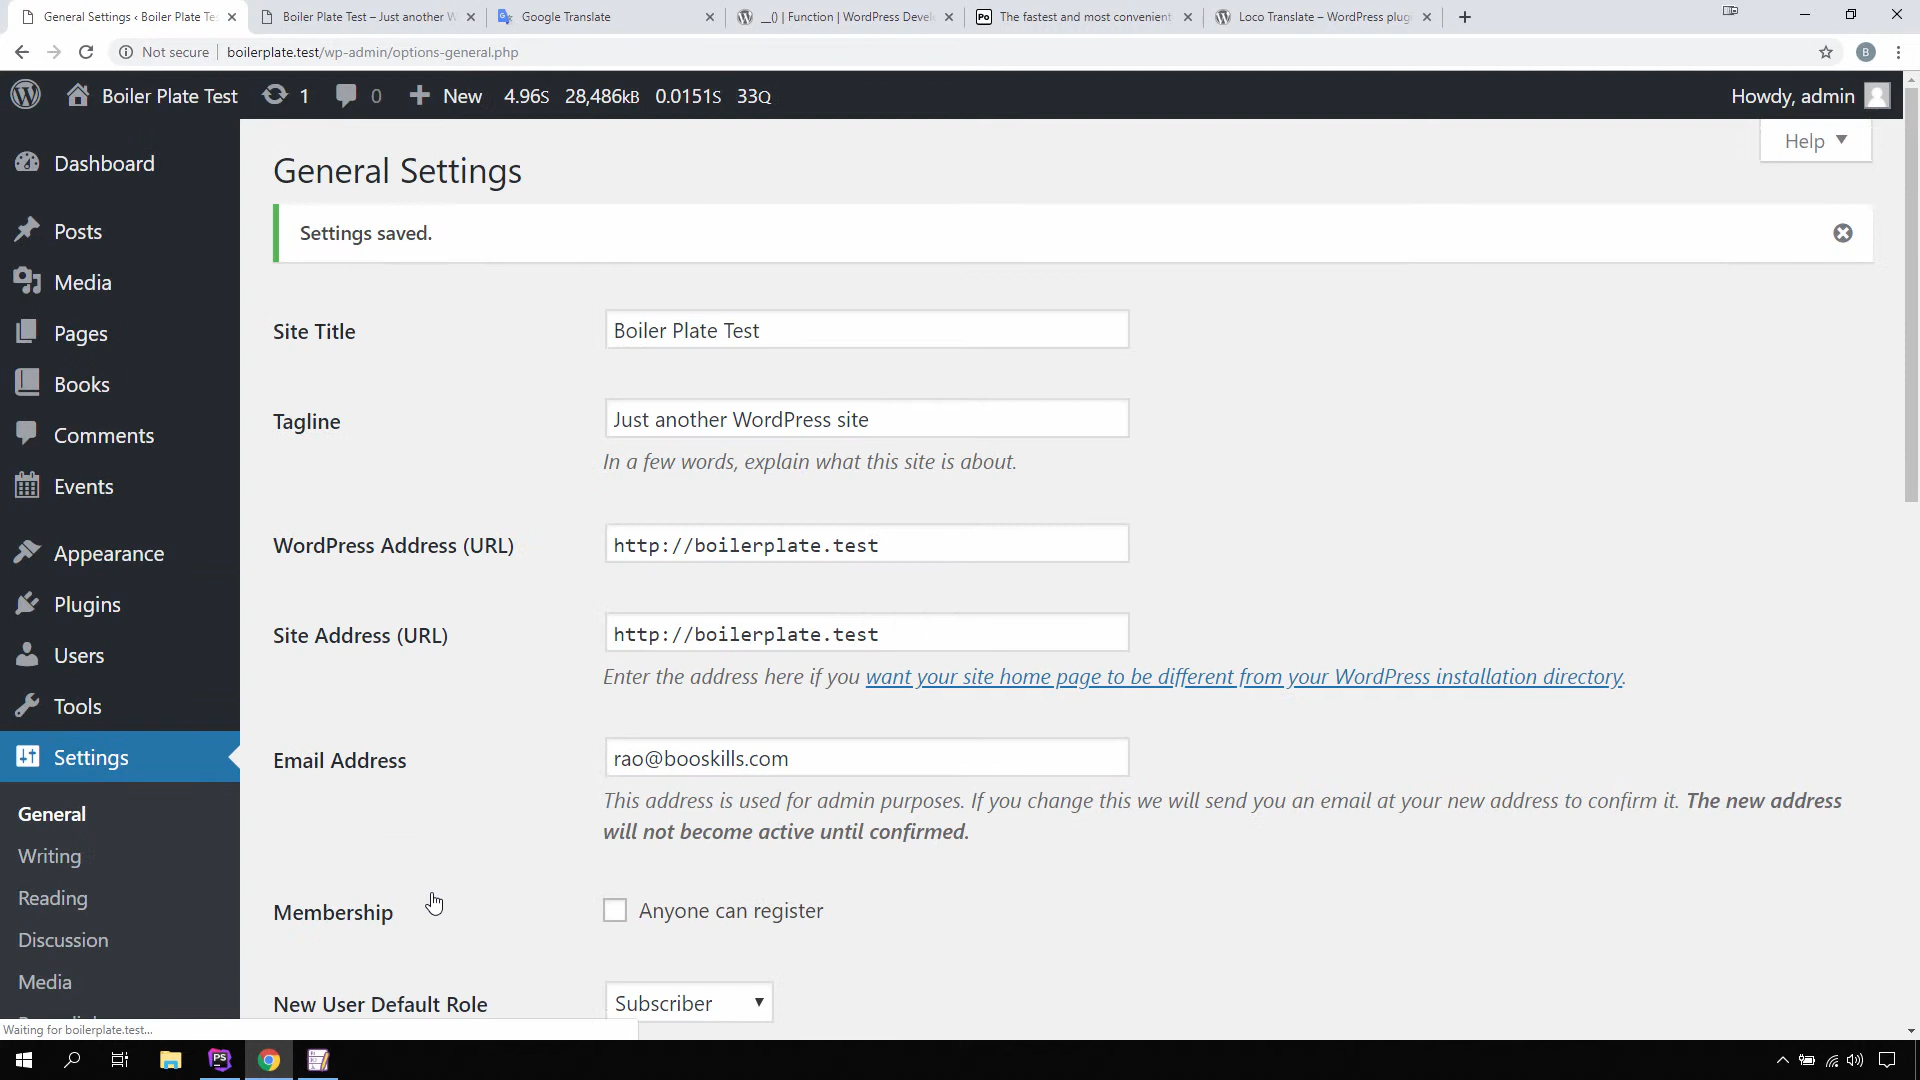 General Settings ‹ Boiler Plate Te
Boiler Plate Test – Just another W
Google Translate
__() | Function | WordPress Devel
Po
The fastest and most convenient
Loco Translate – WordPress plug
Not secure
boilerplate.test/wp-admin/options-general.php
B
Boiler Plate Test
1
0
New
4.96S
28,486kB
0.0151S
33Q
Howdy, admin
Help
Dashboard
Posts
Media
Pages
Books
Comments
Events
Appearance
Plugins
Users
Tools
Settings
General
Writing
Reading
Discussion
Media
General Settings
Settings saved.
Site Title
Boiler Plate Test
Tagline
Just another WordPress site
In a few words, explain what this site is about.
WordPress Address (URL)
http://boilerplate.test
Site Address (URL)
http://boilerplate.test
Enter the address here if you want your site home page to be different from your WordPress installation directory.
Email Address
rao@booskills.com
This address is used for admin purposes. If you change this we will send you an email at your new address to confirm it. The new address
will not become active until confirmed.
Membership
Anyone can register
New User Default Role
Subscriber
Waiting for boilerplate.test...
PS